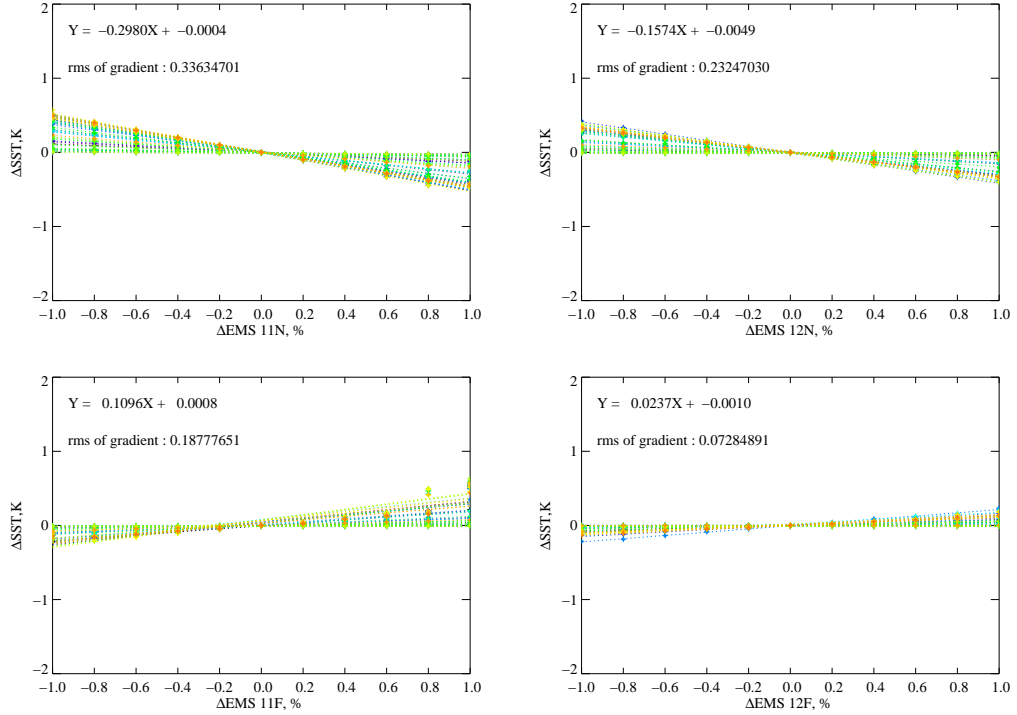 Y = −0.2980X + −0.0004
rms of gradient : 0.33634701
2
1
0
−1
−2
ΔSST.K
−1.0 −0.8 −0.6 −0.4 −0.2 0.0 0.2 0.4 0.6 0.8 1.0
ΔEMS 11N, %
Y = −0.1574X + −0.0049
rms of gradient : 0.23247030
2
1
0
−1
−2
ΔSST.K
−1.0 −0.8 −0.6 −0.4 −0.2 0.0 0.2 0.4 0.6 0.8 1.0
ΔEMS 12N, %
Y = 0.1096X + 0.0008
rms of gradient : 0.18777651
2
1
0
−1
−2
ΔSST.K
−1.0 −0.8 −0.6 −0.4 −0.2 0.0 0.2 0.4 0.6 0.8 1.0
ΔEMS 11F, %
Y = 0.0237X + −0.0010
rms of gradient : 0.07284891
2
1
0
−1
−2
ΔSST.K
−1.0 −0.8 −0.6 −0.4 −0.2 0.0 0.2 0.4 0.6 0.8 1.0
ΔEMS 12F, %